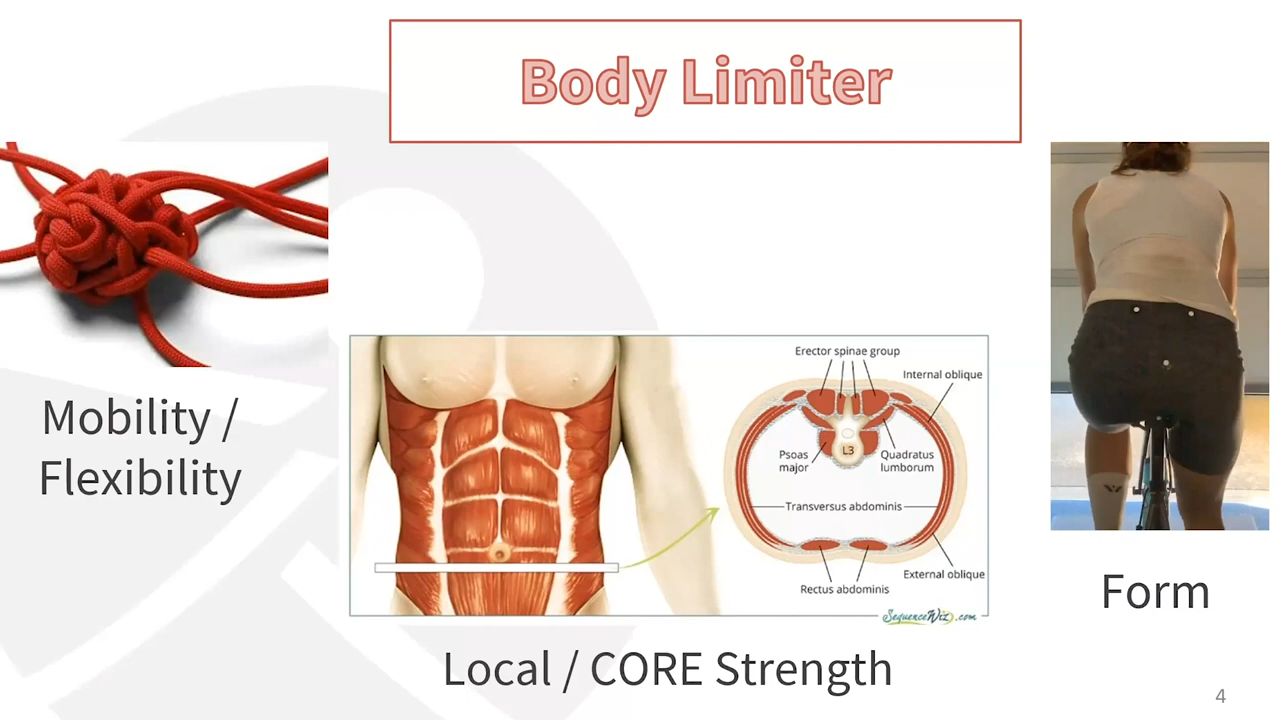 Body Limiter
Mobility /
Flexibility
Erector spinae group
Internal oblique
Psoas
major
L3
Quadratus
lumborum
Transversus abdominis
External oblique
Rectus abdominis
SequenceWiz.com
Local / CORE Strength
Form
4